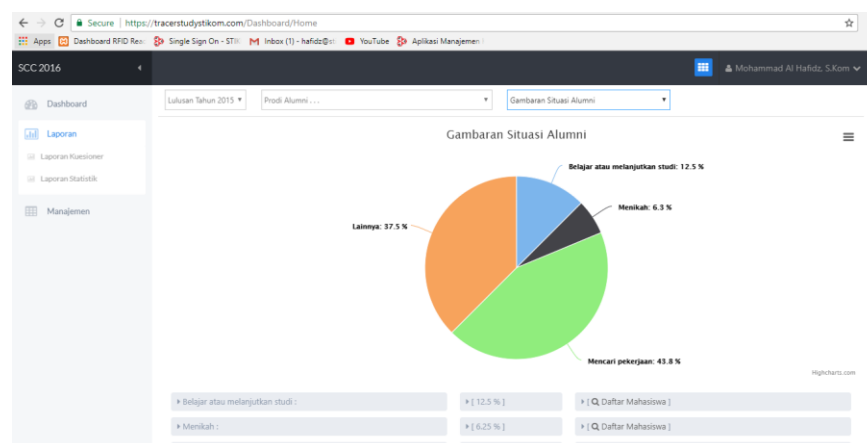 Secure | https://tracerstudystikom.com/Dashboard/Home
Apps Dashboard RFID Rea Single Sign On - STIK Inbox (1) - hafidz@st YouTube Aplikasi Manajemen
SCC 2016 Mohammad Al Hafidz, S.Kom
Dashboard Lulusan Tahun 2015 Prodi Alumni . . . Gambaran Situasi Alumni
Laporan
Laporan Kuesioner
Laporan Statistik
Manajemen
Gambaran Situasi Alumni
Belajar atau melanjutkan studi: 12.5 %
Menikah: 6.3 %
Lainnya: 37.5 %
Mencari pekerjaan: 43.8 %
Highcharts.com
Belajar atau melanjutkan studi : [ 12.5 % ] [ Daftar Mahasiswa ]
Menikah : [ 6.25 % ] [ Daftar Mahasiswa ]